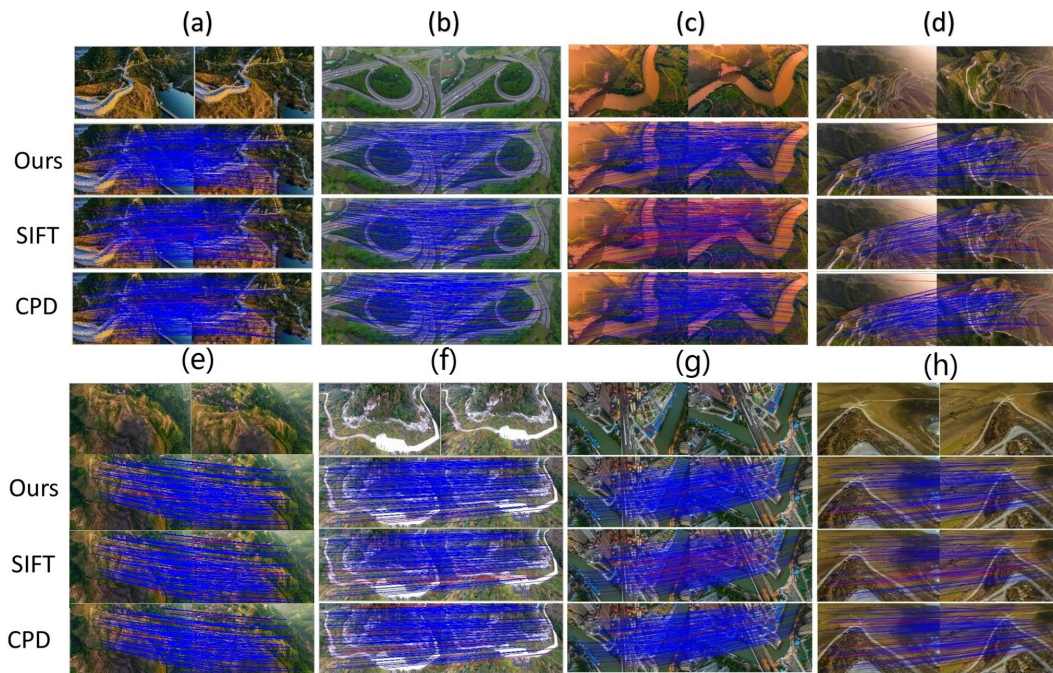 (a) (b) (c) (d)
Ours
SIFT
CPD
(e) (f) (g) (h)
Ours
SIFT
CPD